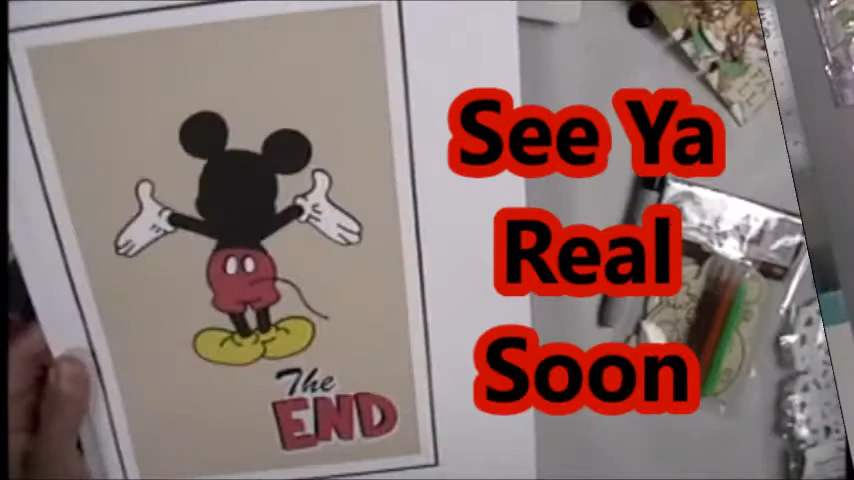 The
END
See Ya
Real
Soon